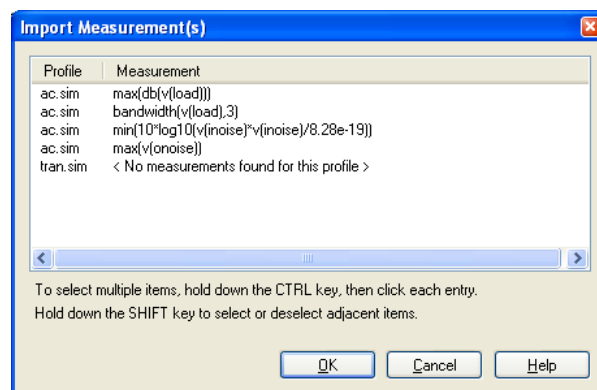 Import Measurement(s)
Profile Measurement
ac.sim max(db(v(load)))
ac.sim bandwidth(v(load),3)
ac.sim min(10*log10(v(inoise)*v(inoise)/8.28e-19))
ac.sim max(v(onoise))
tran.sim < No measurements found for this profile >
To select multiple items, hold down the CTRL key, then click each entry.
Hold down the SHIFT key to select or deselect adjacent items.
OK Cancel Help